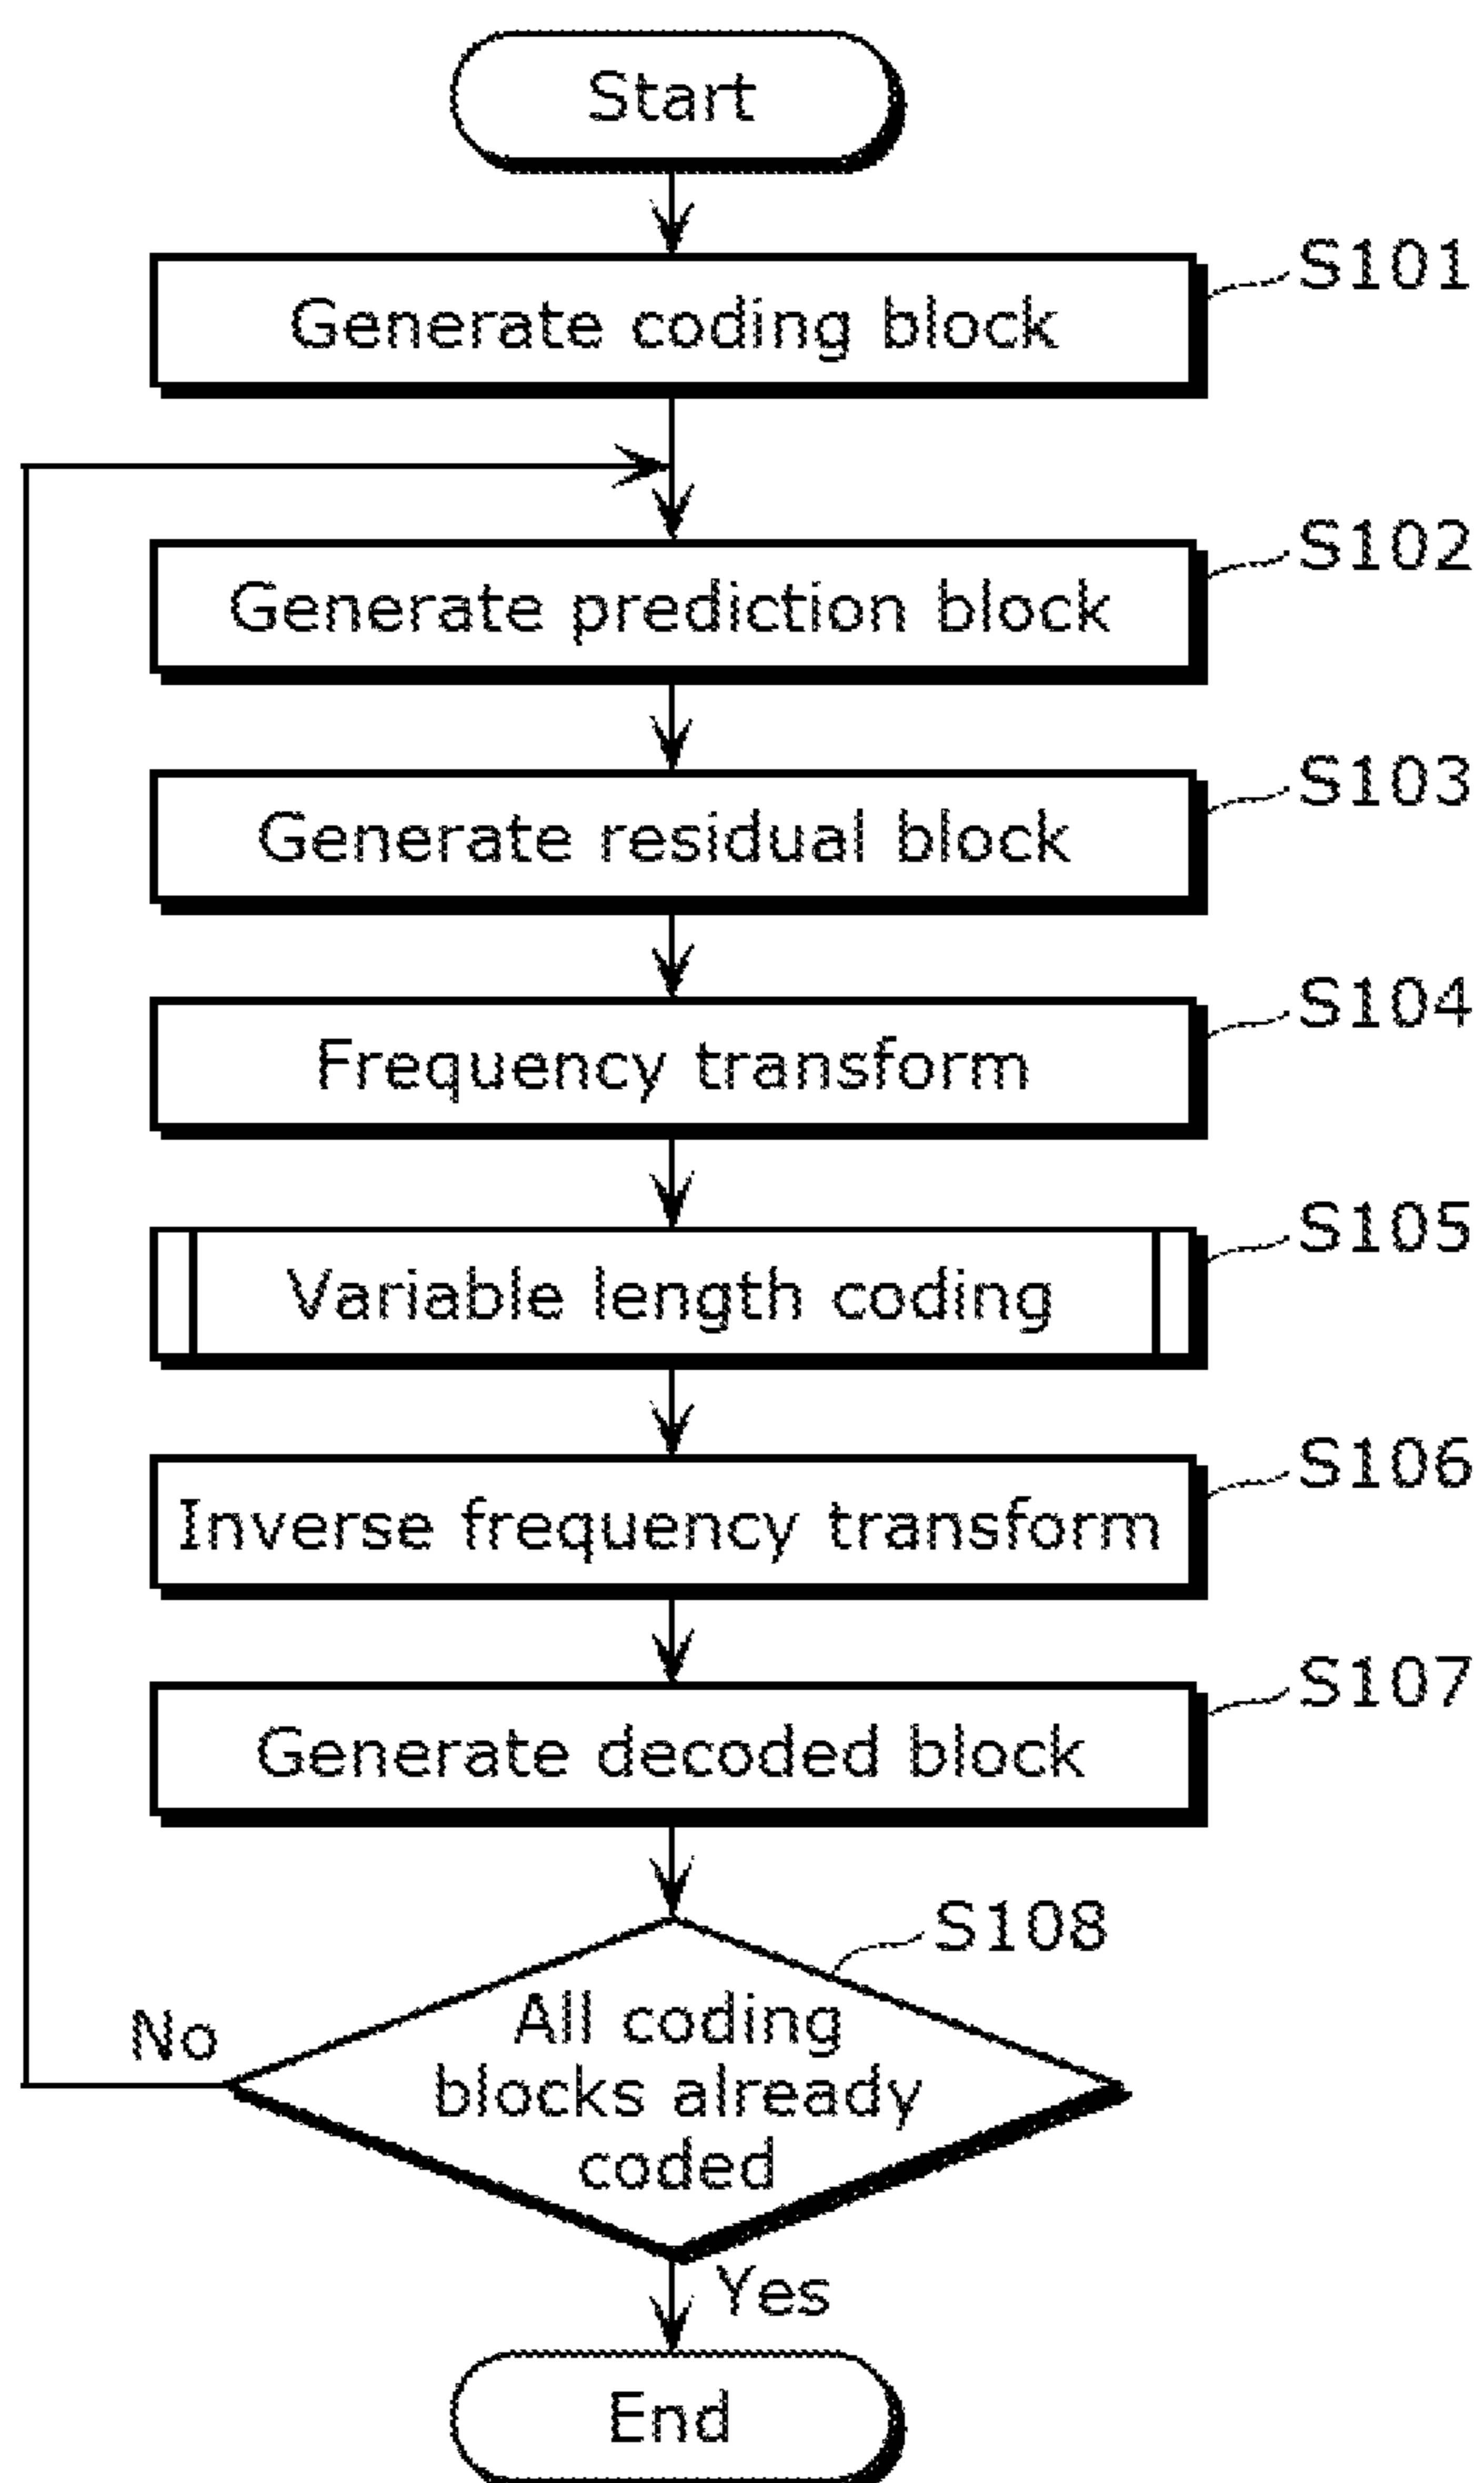 Start
Generate coding block
S101
Generate prediction block
S102
Generate residual block
S103
Frequency transform
S104
Variable length coding
S105
Inverse frequency transform
S106
Generate decoded block
S107
S108
All coding
blocks already
coded
No
Yes
End